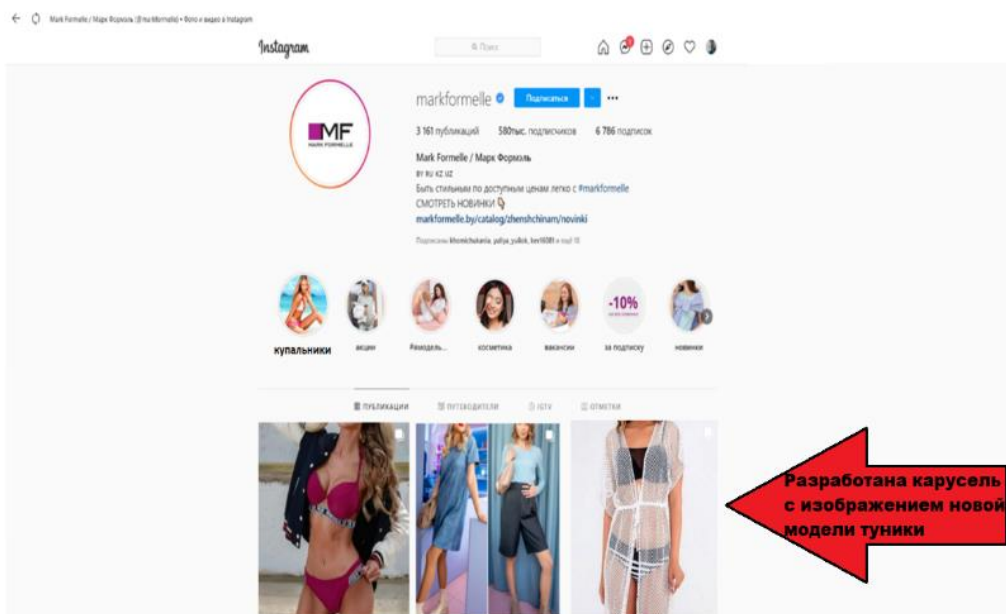 Mark Formelle / Марк Формэль (@markformelle) • Фото и видео в Instagram
Instagram
Поиск
markformelle
Подписаться
3 161 публикаций 580тыс. подписчиков 6 786 подписок
MF
MARK FORMELLE
Mark Formelle / Марк Формэль
BY RU KZ UZ
Быть стильным по доступным ценам легко с #markformelle
СМОТРЕТЬ НОВИНКИ
markformelle.by/catalog/zhenshchinam/novinki
Подписаны
-10%
купальники акции #ямодель... косметика вакансии за подписку новинки
ПУБЛИКАЦИИ ПУТЕВОДИТЕЛИ IGTV ОТМЕТКИ
Разработана карусель
с изображением новой
модели туники